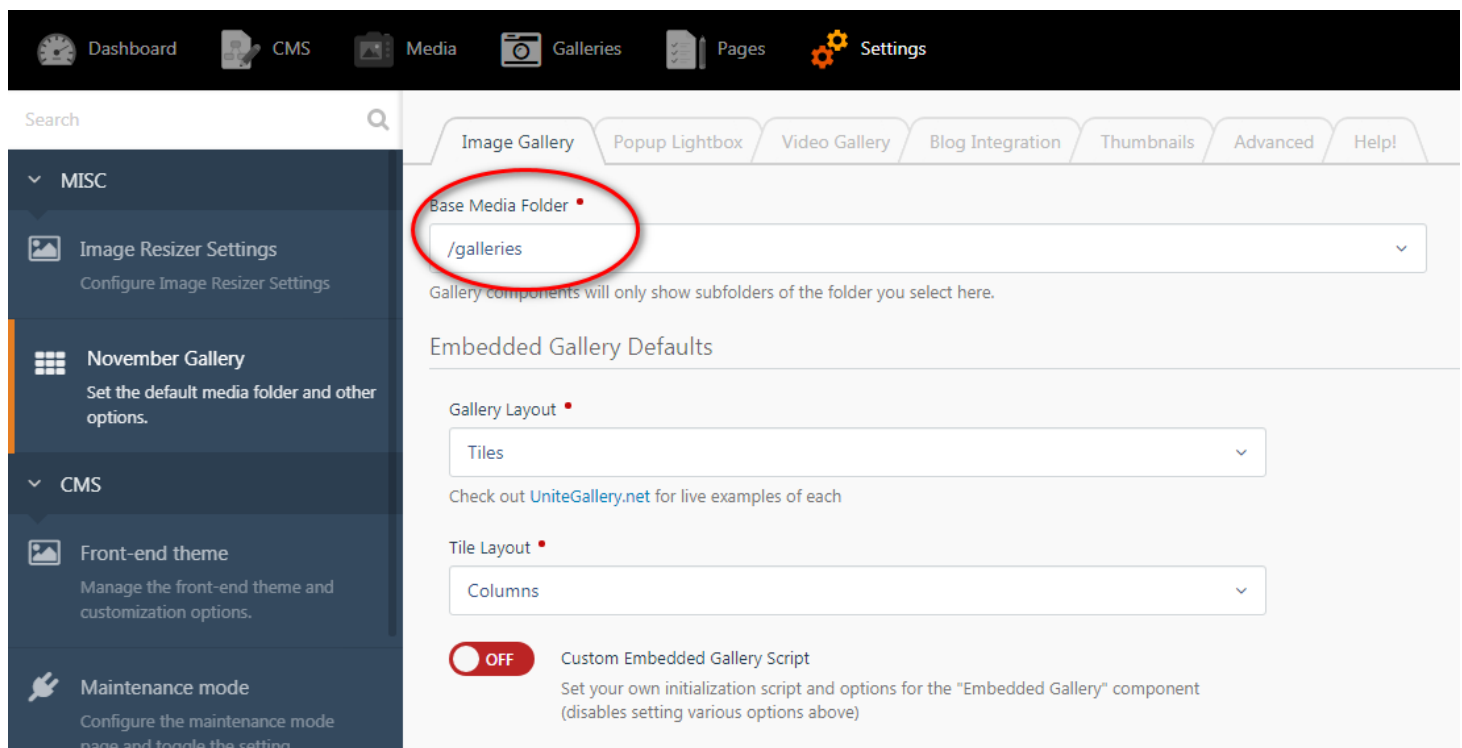 Dashboard CMS Media Galleries Pages Settings
Search
MISC
Image Resizer Settings
Configure Image Resizer Settings
November Gallery
Set the default media folder and other
options.
CMS
Front-end theme
Manage the front-end theme and
customization options.
Maintenance mode
Configure the maintenance mode
page and toggle the setting
Image Gallery Popup Lightbox Video Gallery Blog Integration Thumbnails Advanced Help!
Base Media Folder
/galleries
Gallery components will only show subfolders of the folder you select here.
Embedded Gallery Defaults
Gallery Layout
Tiles
Check out UniteGallery.net for live examples of each
Tile Layout
Columns
OFF Custom Embedded Gallery Script
Set your own initialization script and options for the "Embedded Gallery" component
(disables setting various options above)